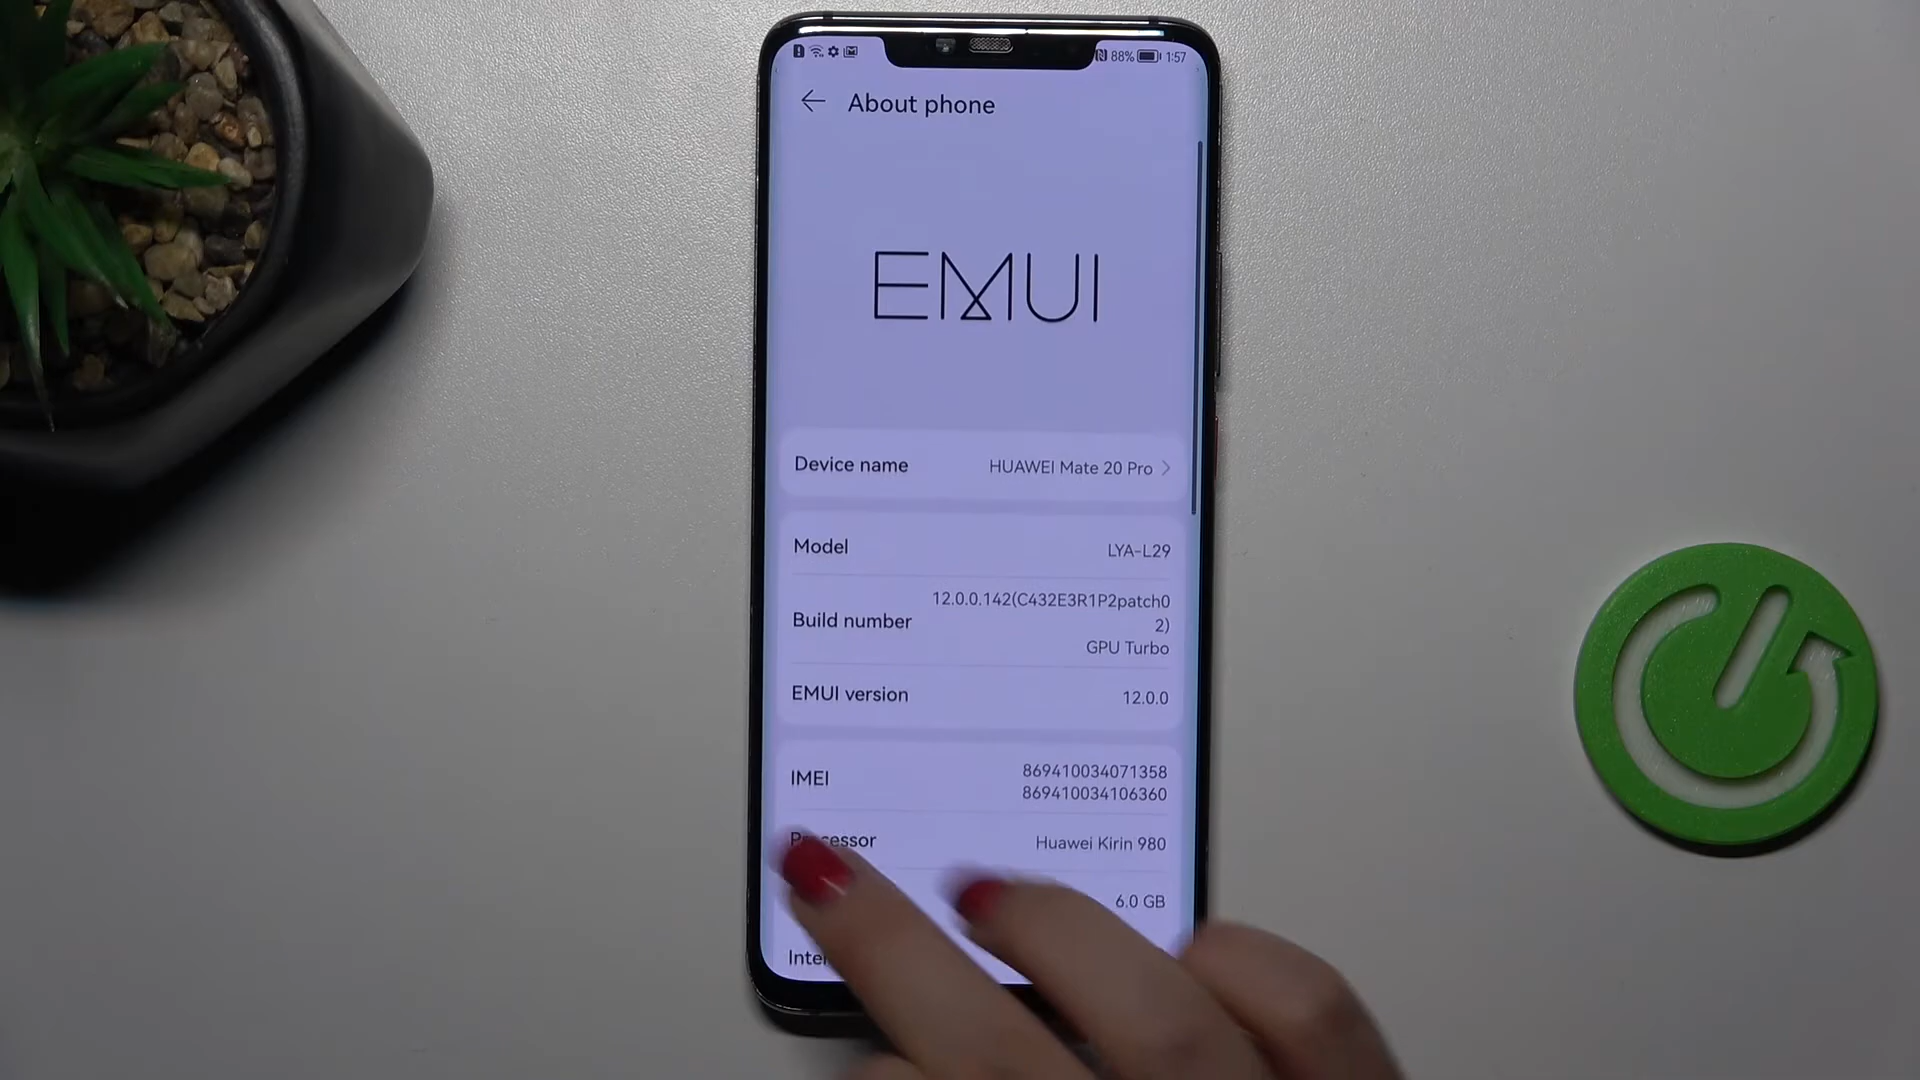 88% 1:57
About phone
EMUI
Device name HUAWEI Mate 20 Pro
Model LYA-L29
12.0.0.142(C432E3R1P2patch0
Build number 2)
GPU Turbo
EMUI version 12.0.0
IMEI 869410034071358
869410034106360
Processor Huawei Kirin 980
6.0 GB